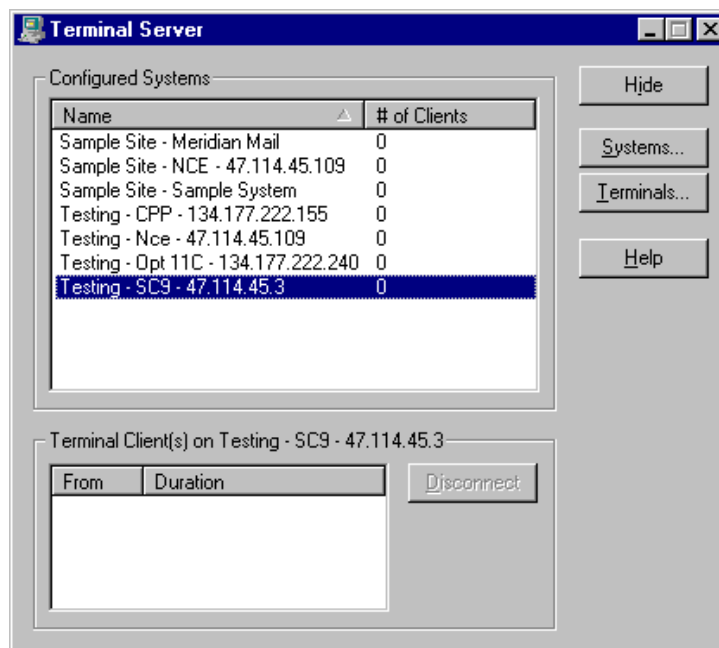 Terminal Server
Configured Systems
Hide
Name # of Clients
Sample Site - Meridian Mail 0
Sample Site - NCE - 47.114.45.109 0
Systems...
Sample Site - Sample System 0
Terminals...
Testing - CPP - 134.177.222.155 0
Testing - Nce - 47.114.45.109 0
Testing - Opt 11C - 134.177.222.240 0
Help
Testing - SC9 - 47.114.45.3 0
Terminal Client(s) on Testing - SC9 - 47.114.45.3
From Duration
Disconnect